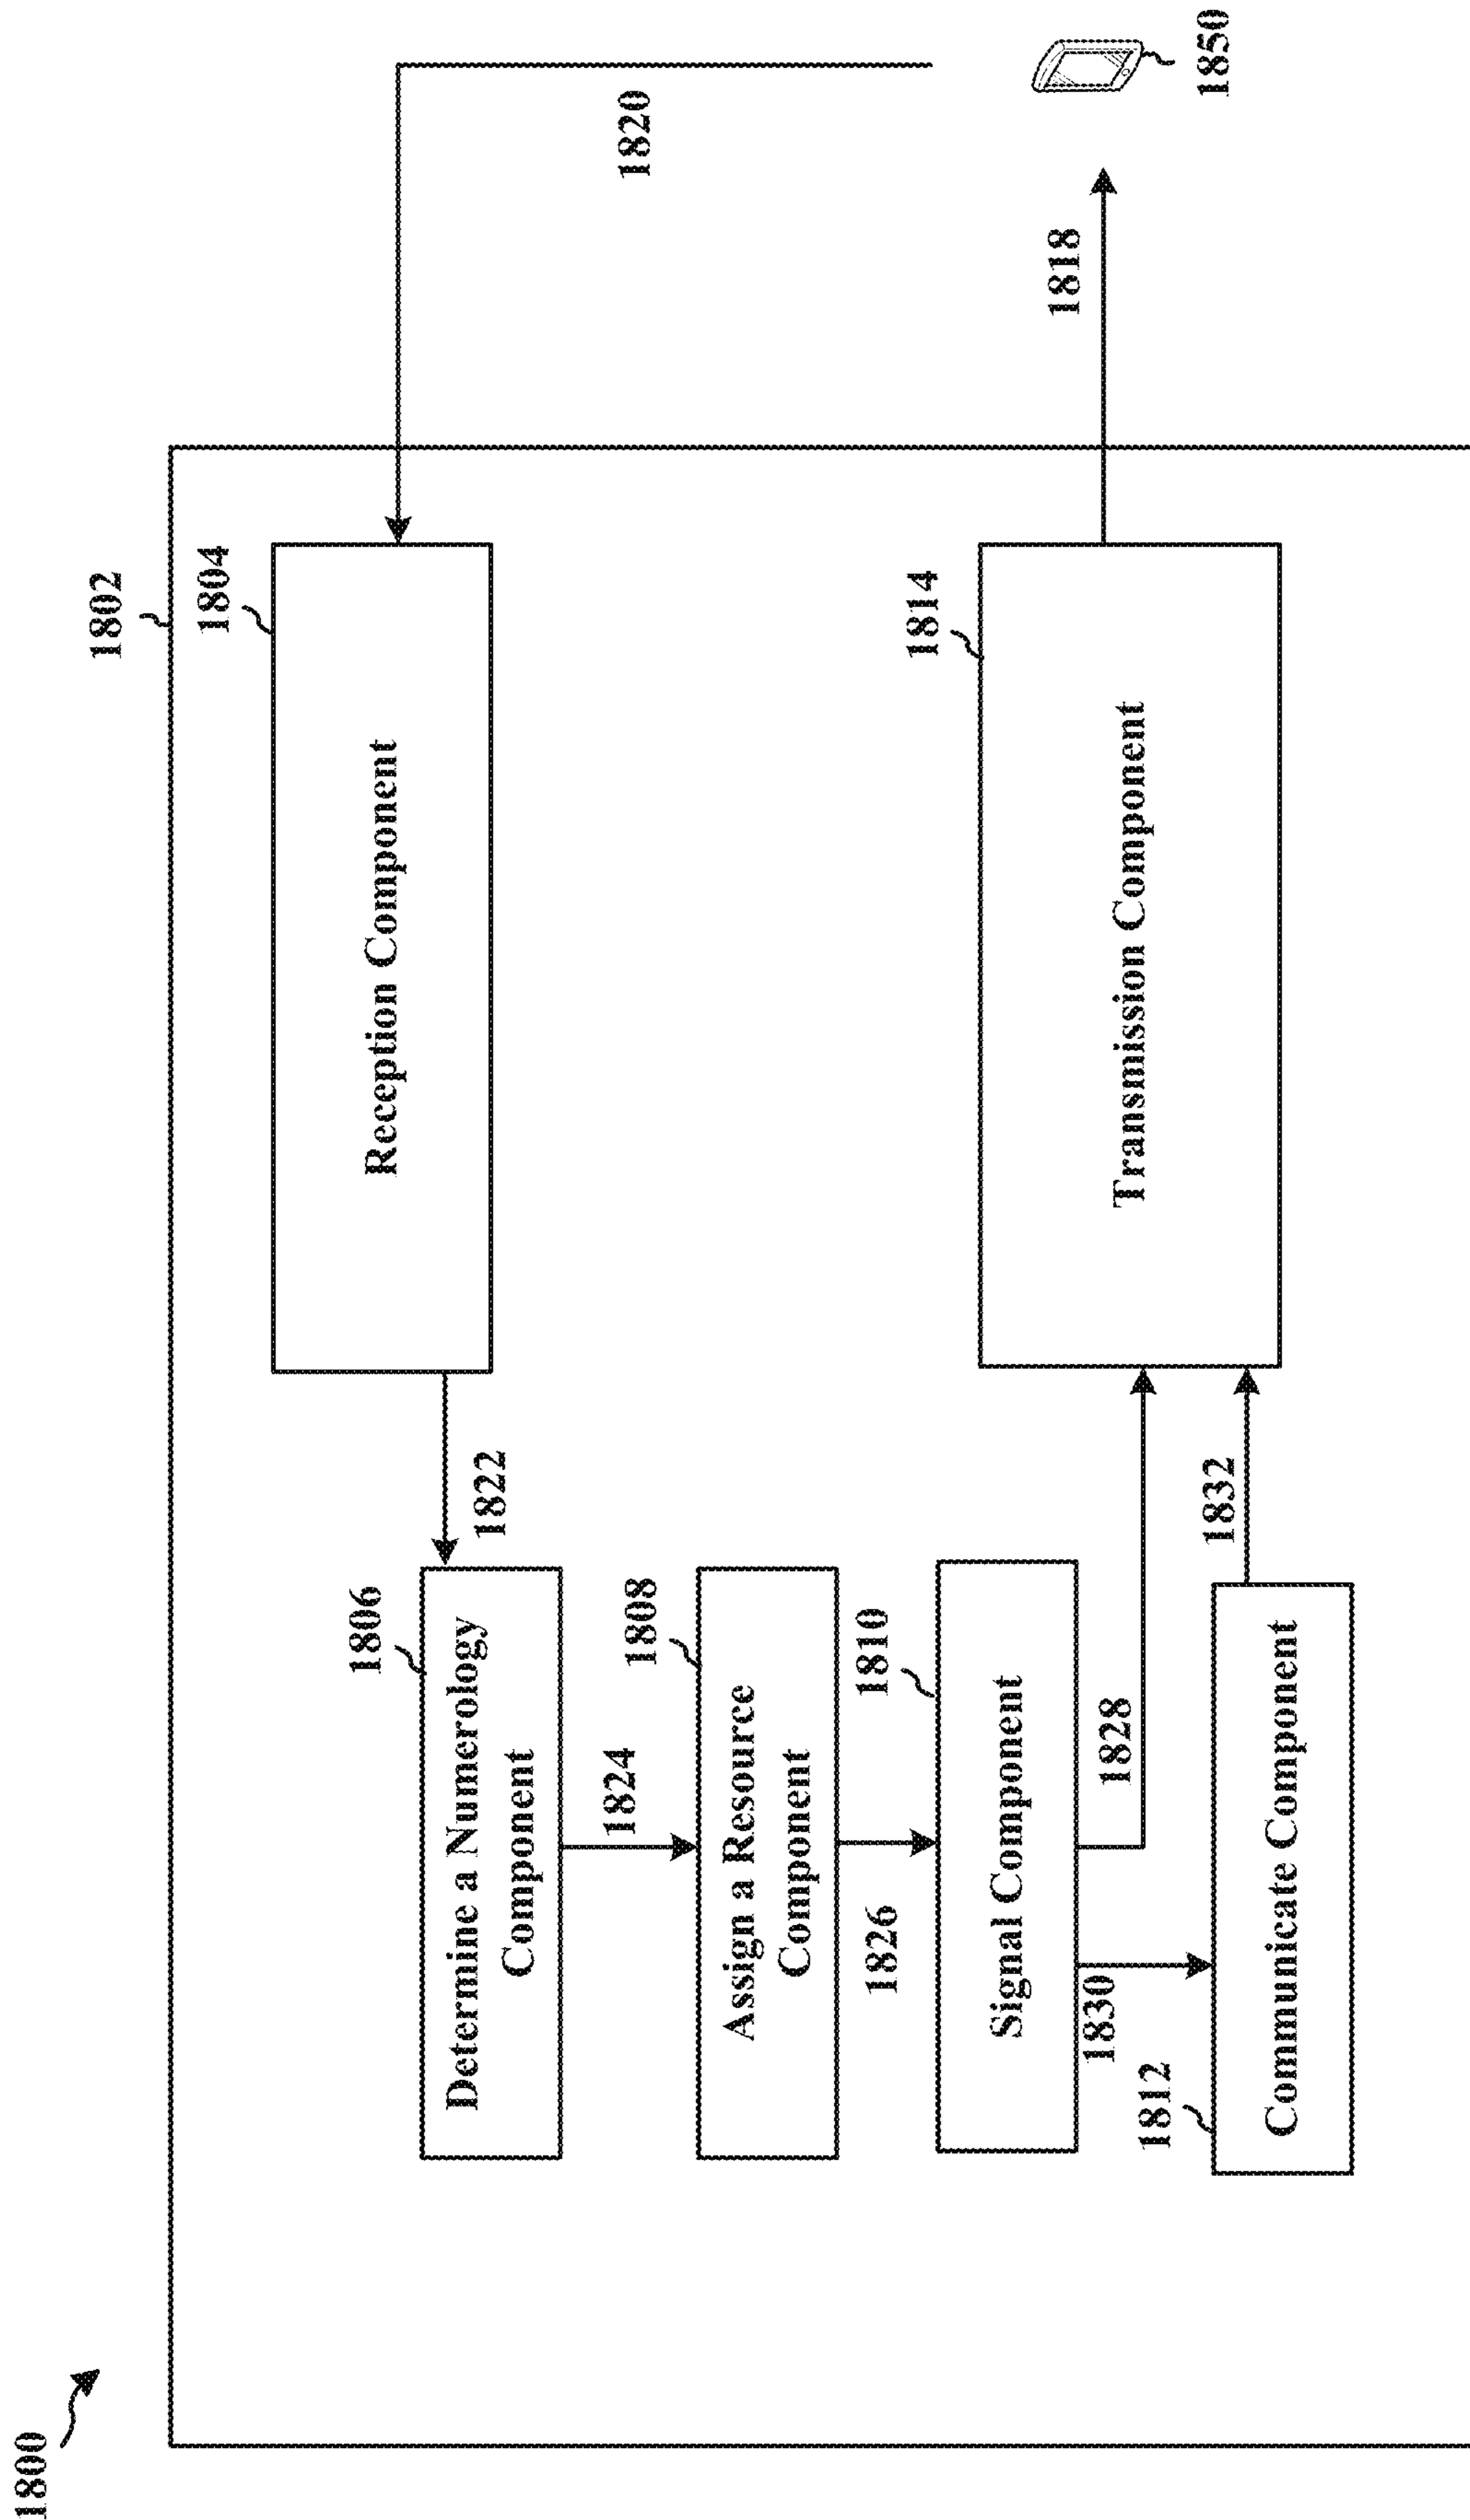 1800
1802
1804
Reception Component
1820
1822
1806
Determine a Numerology
Component
1824
1808
Assign a Resource
Component
1826
1810
Signal Component
1828
1830
1812
Communicate Component
1832
1814
Transmission Component
1818
1850